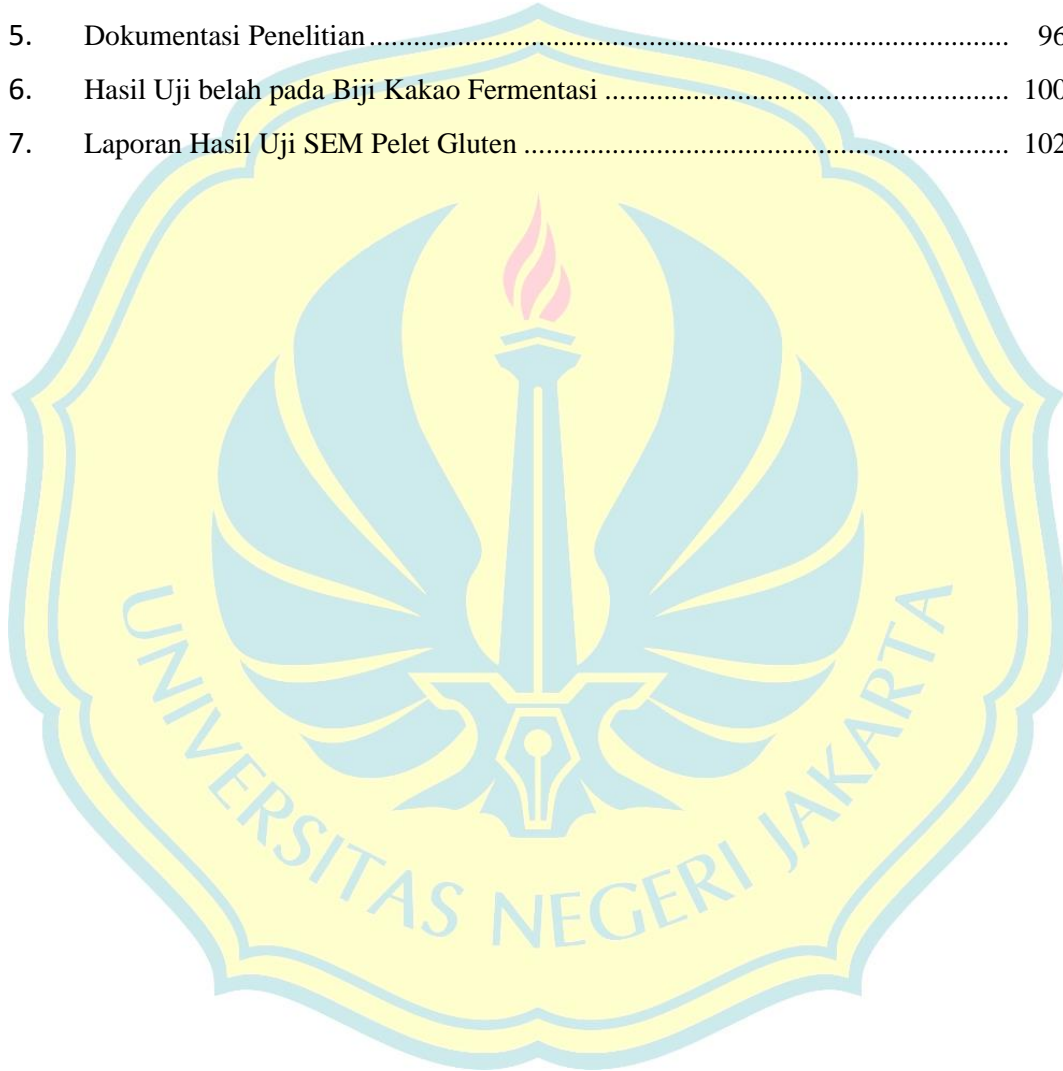 5. Dokumentasi Penelitian ........................................................................................ 96
6. Hasil Uji belah pada Biji Kakao Fermentasi ....................................................... 100
7. Laporan Hasil Uji SEM Pelet Gluten .................................................................. 102
UNIVERSITAS NEGERI JAKARTA